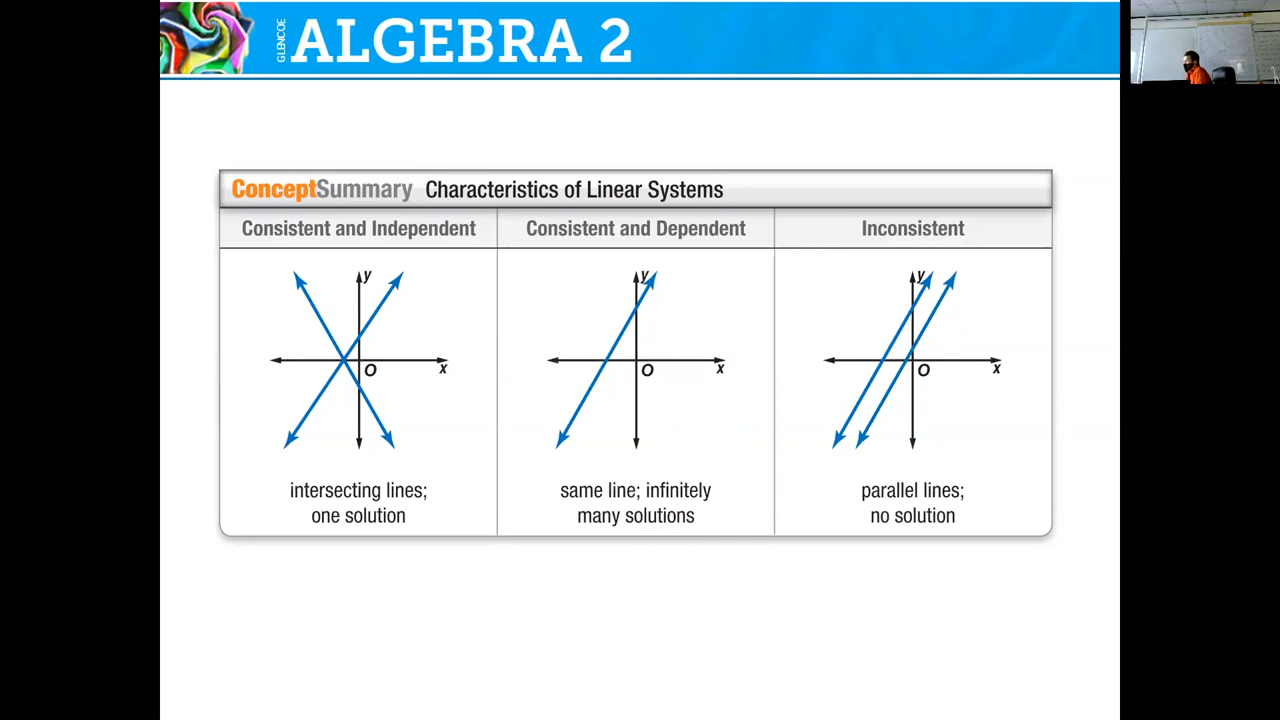 GLENCOE ALGEBRA 2
ConceptSummary Characteristics of Linear Systems
Consistent and Independent
Consistent and Dependent
Inconsistent
y
O
x
intersecting lines;
one solution
y
O
x
same line; infinitely
many solutions
y
O
x
parallel lines;
no solution